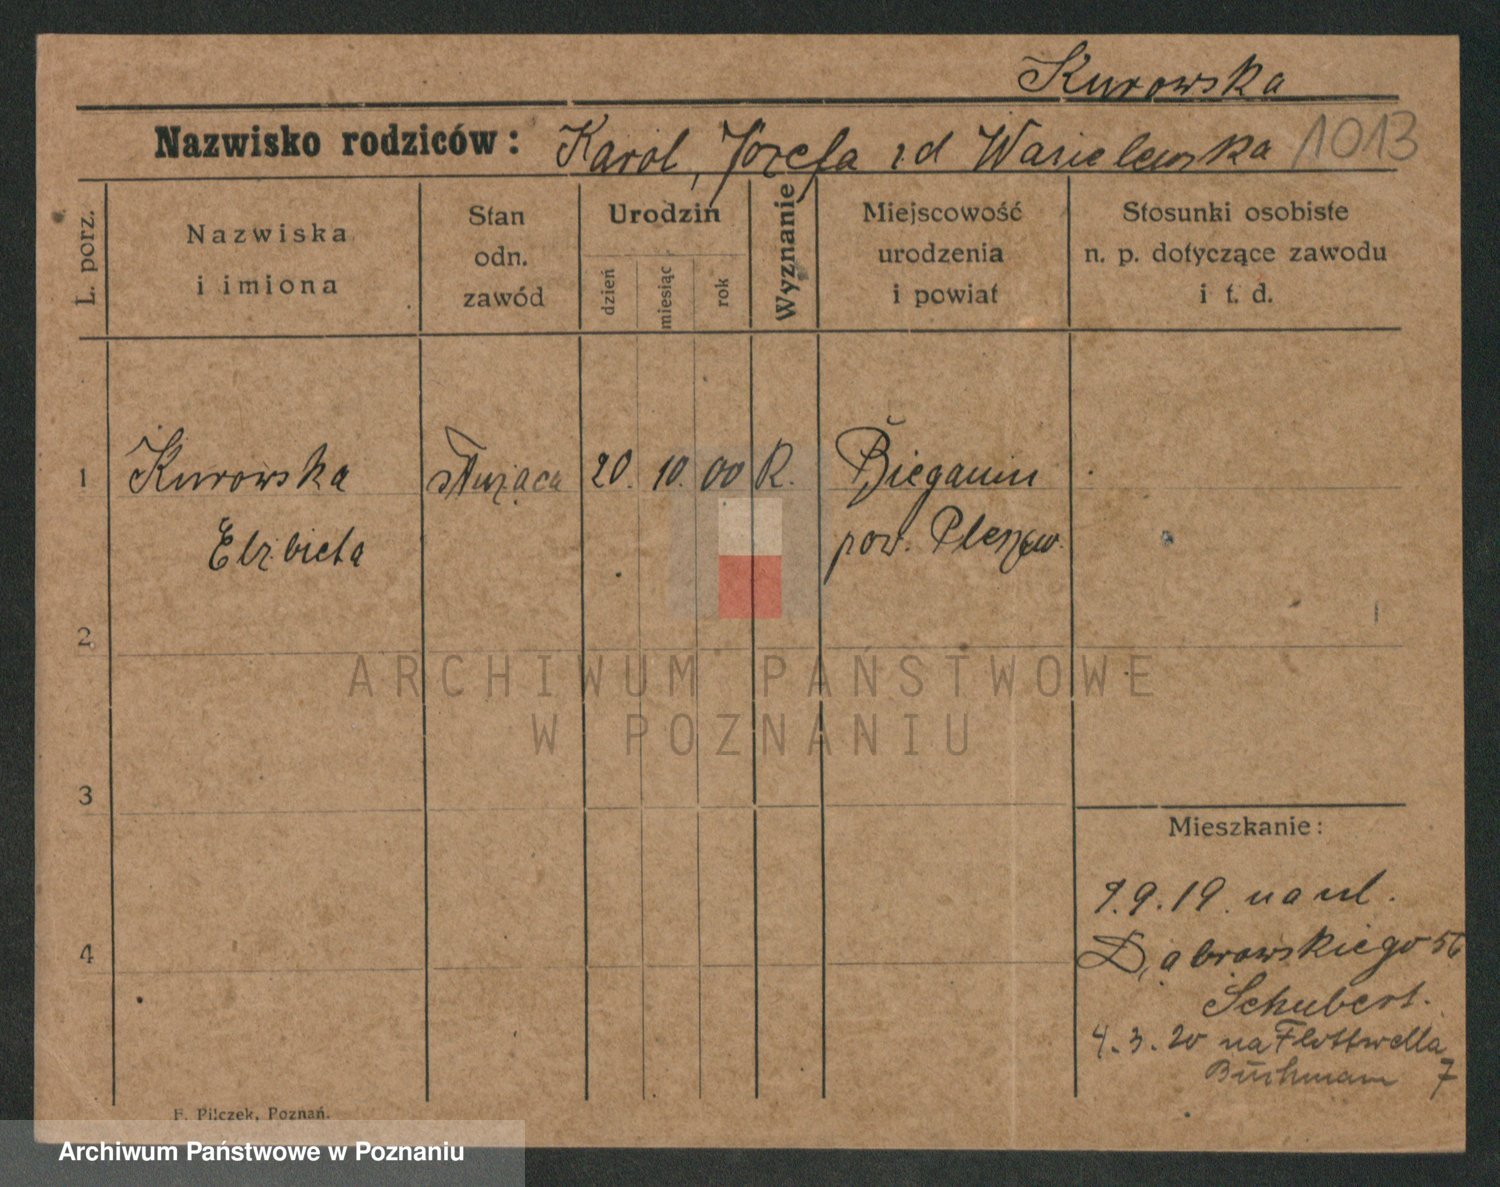 Kurowska
Nazwisko rodziców: Karol, Józefa z d Wasielewska 1013
L. porz.
Nazwiska
i imiona
Stan
odn.
zawód
Urodzin
dzień
miesiąc
rok
Wyznanie
Miejscowość
urodzenia
i powiat
Stosunki osobiste
n. p. dotyczące zawodu
i t. d.
1 Kurowska służąca 20. 10. 00 R. Bieganin
Elżbieta pow. Pleszew.
2
3
4
Mieszkanie:
9.19 na ul.
Dąbrowskiego 56
Schubert.
4.3.20 na Flottwella
7
F. Pilczek, Poznań.
ARCHIWUM PAŃSTWOWE
W POZNANIU
Archiwum Państwowe w Poznaniu